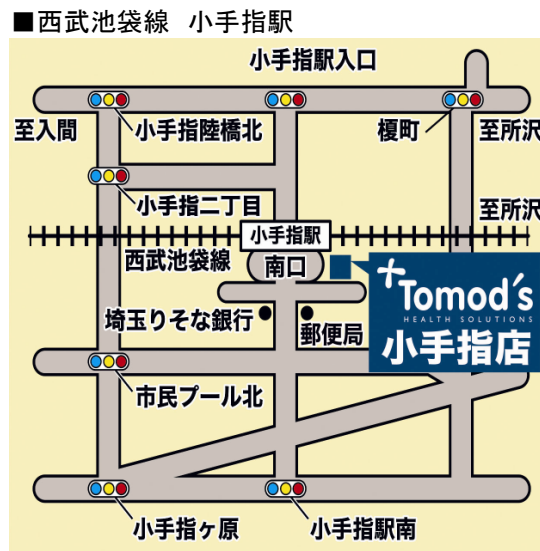 ■西武池袋線 小手指駅
小手指駅入口
至入間
小手指陸橋北
榎町
至所沢
小手指二丁目
至所沢
小手指駅
西武池袋線
南口
Tomod's
HEALTH SOLUTIONS
小手指店
埼玉りそな銀行
郵便局
市民プール北
小手指ヶ原
小手指駅南